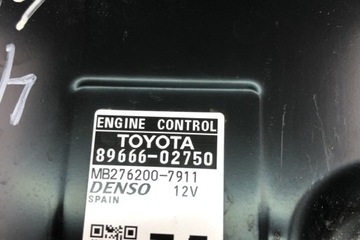 ENGINE CONTROL
TOYOTA
89666-02750
MB276200-7911
DENSO 12V
SPAIN